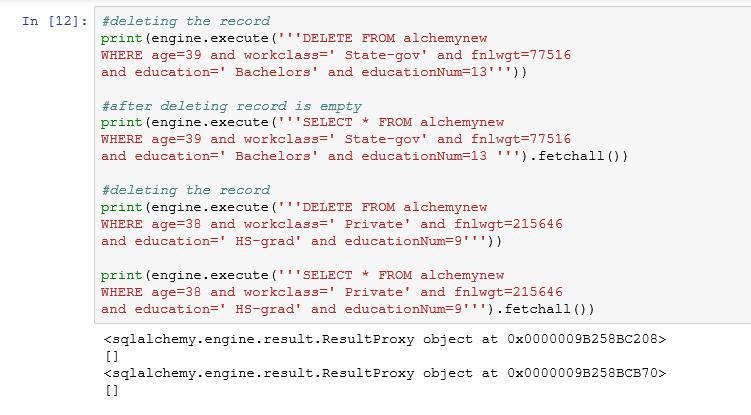 In [12]: #deleting the record
print(engine.execute('''DELETE FROM alchemynew
WHERE age=39 and workclass=' State-gov' and fnlwgt=77516
and education=' Bachelors' and educationNum=13'''))
#after deleting record is empty
print(engine.execute('''SELECT * FROM alchemynew
WHERE age=39 and workclass=' State-gov' and fnlwgt=77516
and education=' Bachelors' and educationNum=13 ''').fetchall())
#deleting the record
print(engine.execute('''DELETE FROM alchemynew
WHERE age=38 and workclass=' Private' and fnlwgt=215646
and education=' HS-grad' and educationNum=9'''))
print(engine.execute('''SELECT * FROM alchemynew
WHERE age=38 and workclass=' Private' and fnlwgt=215646
and education=' HS-grad' and educationNum=9''').fetchall())
<sqlalchemy.engine.result.ResultProxy object at 0x0000009B258BC208>
[]
<sqlalchemy.engine.result.ResultProxy object at 0x0000009B258BCB70>
[]